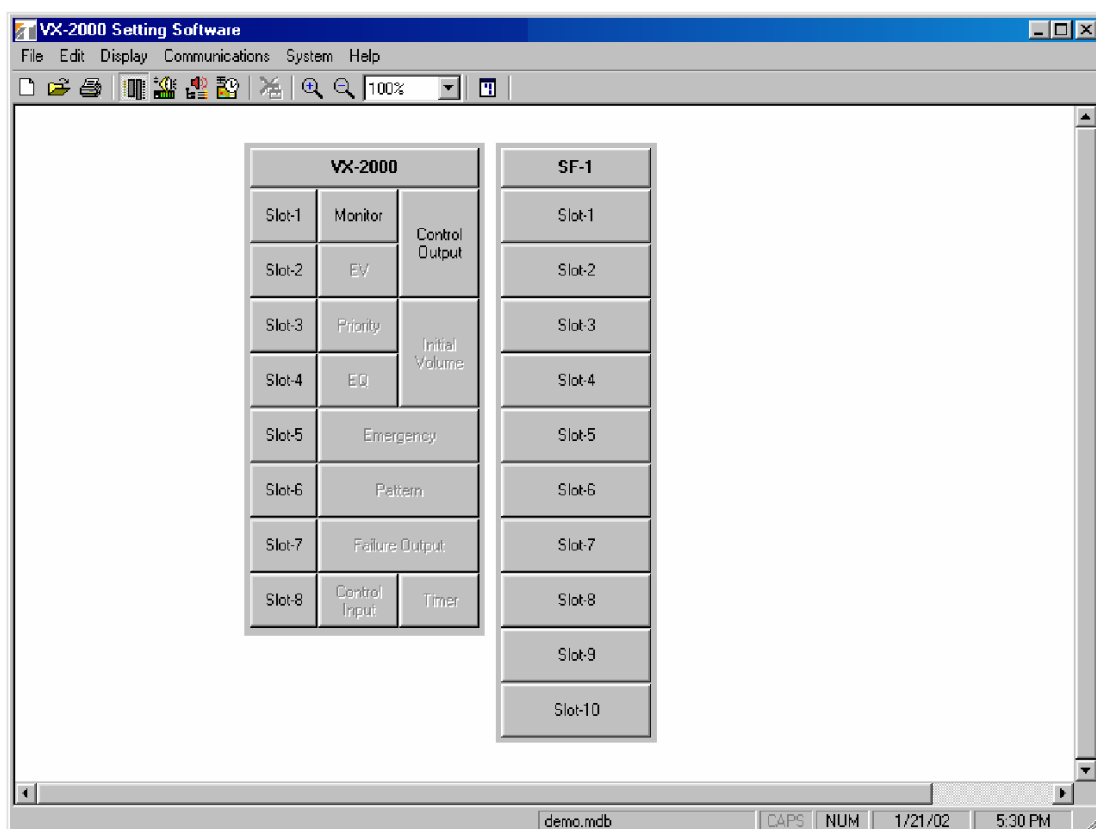 VX-2000 Setting Software
File Edit Display Communications System Help
100%
VX-2000
SF-1
Slot-1 Monitor Control Output
Slot-1
Slot-2 EV
Slot-2
Slot-3 Priority Initial Volume
Slot-3
Slot-4 EQ
Slot-4
Slot-5 Emergency
Slot-5
Slot-6 Pattern
Slot-6
Slot-7 Failure Output
Slot-7
Slot-8 Control Input Timer
Slot-8
Slot-9
Slot-10
demo.mdb CAPS NUM 1/21/02 5:30 PM